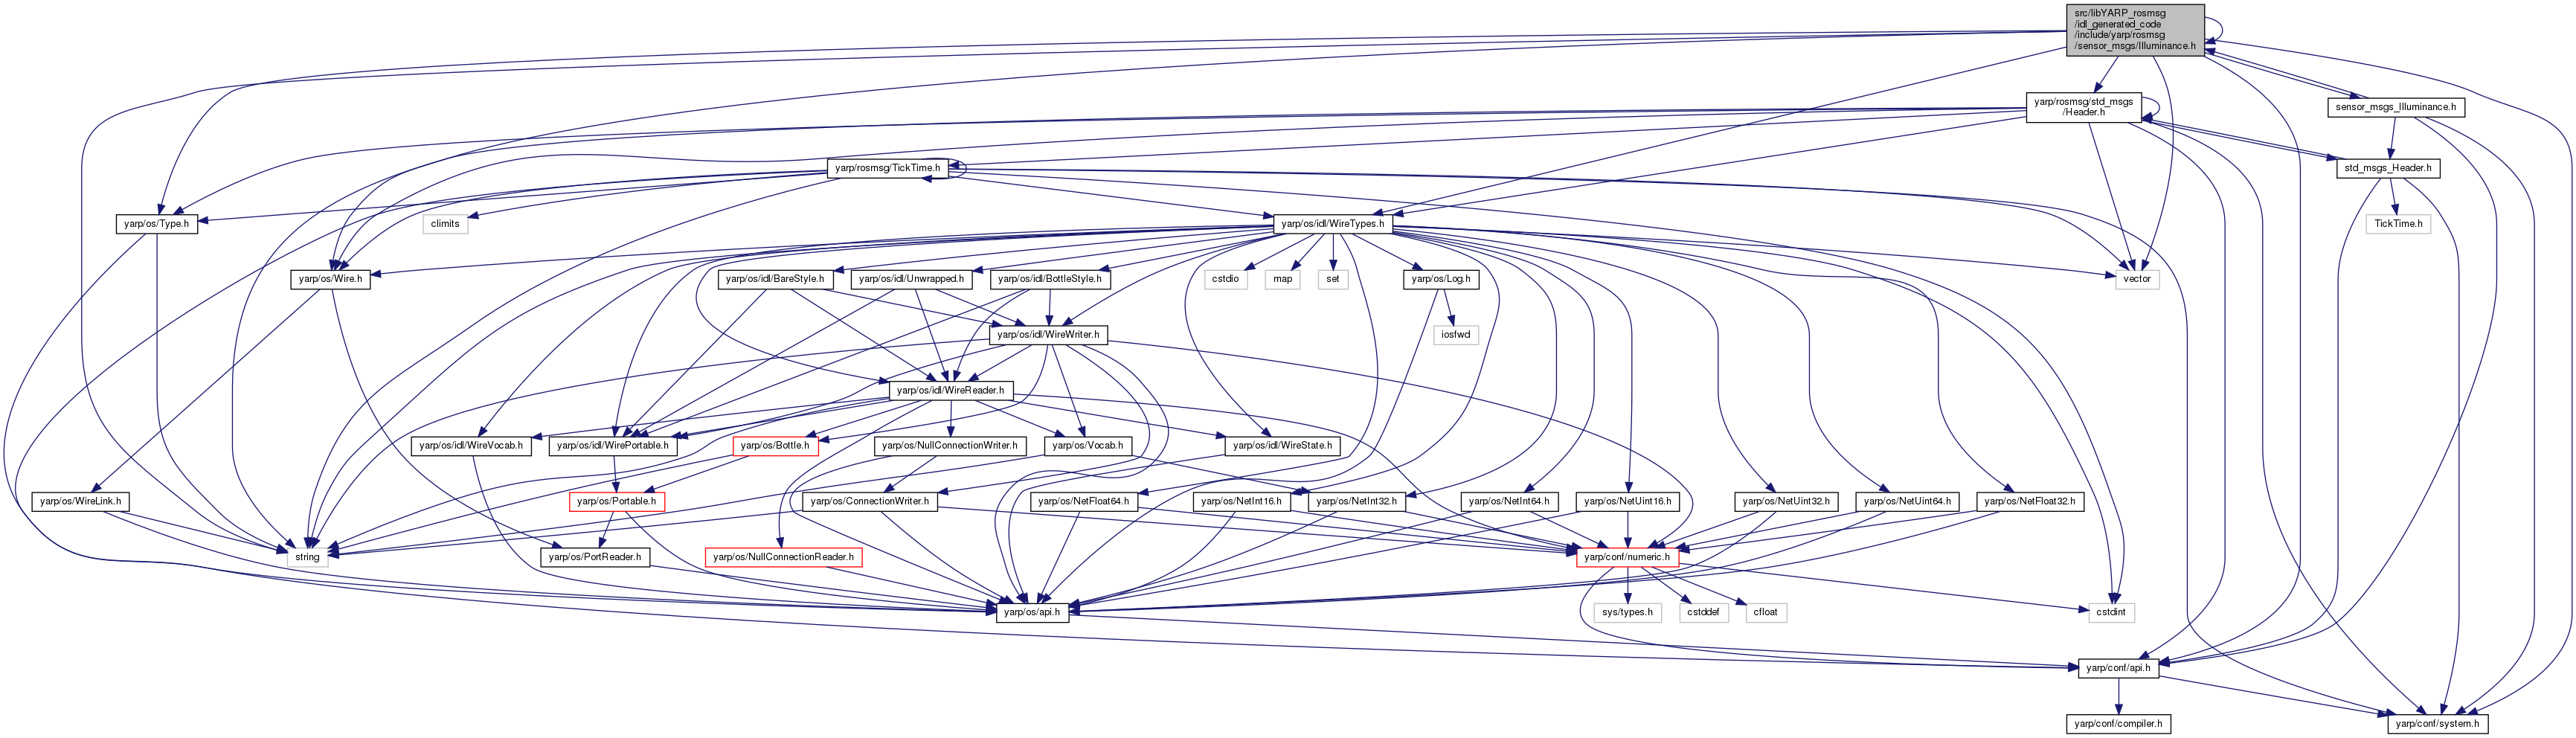 src/libYARP_rosmsg
/idl_generated_code
/include/yarp/rosmsg
/sensor_msgs/Illuminance.h
yarp/rosmsg/std_msgs
/Header.h
sensor_msgs_Illuminance.h
yarp/rosmsg/TickTime.h
std_msgs_Header.h
yarp/os/Type.h
climits
yarp/os/idl/WireTypes.h
TickTime.h
yarp/os/Wire.h
yarp/os/idl/BareStyle.h
yarp/os/idl/Unwrapped.h
yarp/os/idl/BottleStyle.h
cstdio
map
set
yarp/os/Log.h
vector
yarp/os/idl/WireWriter.h
iosfwd
yarp/os/idl/WireReader.h
yarp/os/idl/WireVocab.h
yarp/os/idl/WirePortable.h
yarp/os/Bottle.h
yarp/os/NullConnectionWriter.h
yarp/os/Vocab.h
yarp/os/idl/WireState.h
yarp/os/WireLink.h
yarp/os/Portable.h
yarp/os/ConnectionWriter.h
yarp/os/NetFloat64.h
yarp/os/NetInt16.h
yarp/os/NetInt32.h
yarp/os/NetInt64.h
yarp/os/NetUint16.h
yarp/os/NetUint32.h
yarp/os/NetUint64.h
yarp/os/NetFloat32.h
string
yarp/os/PortReader.h
yarp/os/NullConnectionReader.h
yarp/conf/numeric.h
yarp/os/api.h
sys/types.h
cstddef
cfloat
cstdint
yarp/conf/api.h
yarp/conf/compiler.h
yarp/conf/system.h